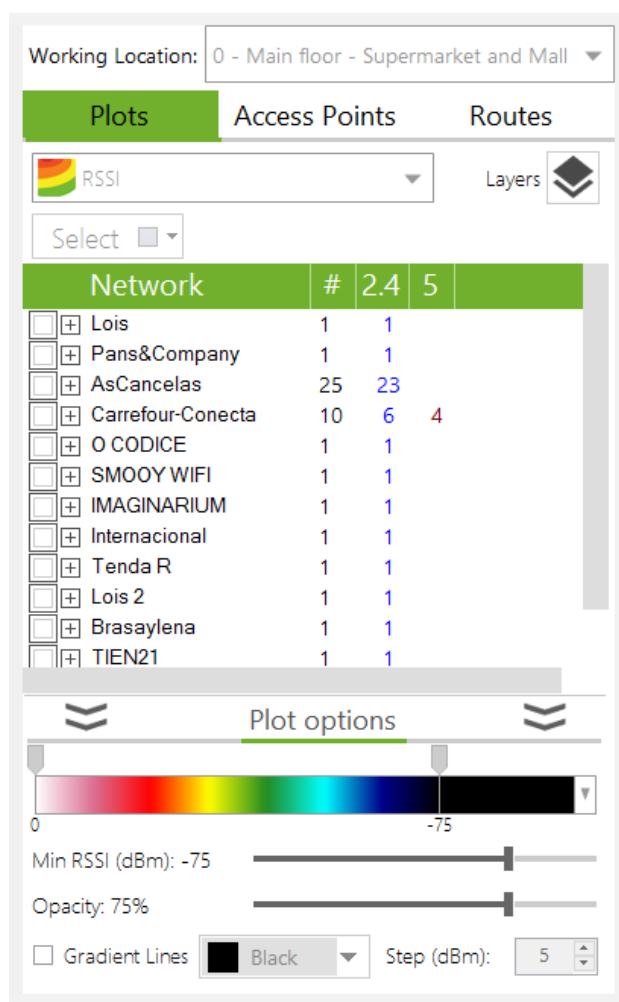 Working Location: 0 - Main floor - Supermarket and Mall
Plots Access Points Routes
RSSI Layers
Select
Network # 2.4 5
Lois 1 1
Pans&Company 1 1
AsCancelas 25 23
Carrefour-Conecta 10 6 4
O CODICE 1 1
SMOOY WIFI 1 1
IMAGINARIUM 1 1
Internacional 1 1
Tenda R 1 1
Lois 2 1 1
Brasaylena 1 1
TIEN21 1 1
Plot options
0 -75
Min RSSI (dBm): -75
Opacity: 75%
Gradient Lines Black Step (dBm): 5